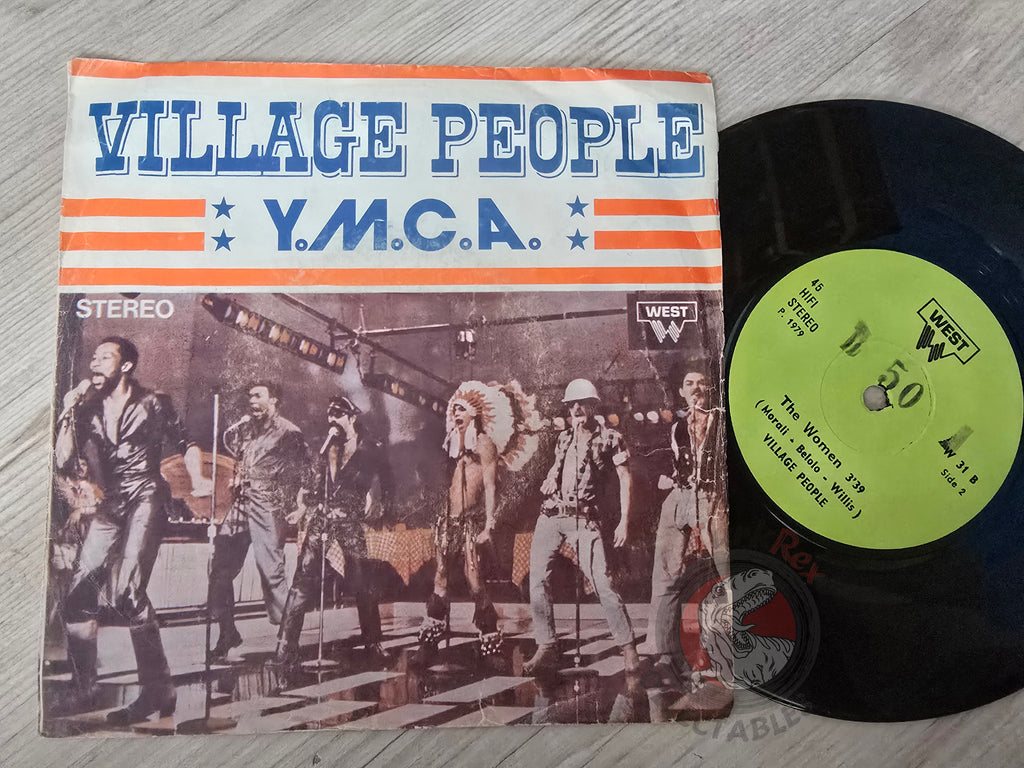 VILLAGE PEOPLE
Y.M.C.A.
STEREO
WEST
45
HIFI
STEREO
P. 1979
WEST
50
The Women 3'39
(Morali - Belolo - Willis)
VILLAGE PEOPLE
W 31 B
Side 2
Rex